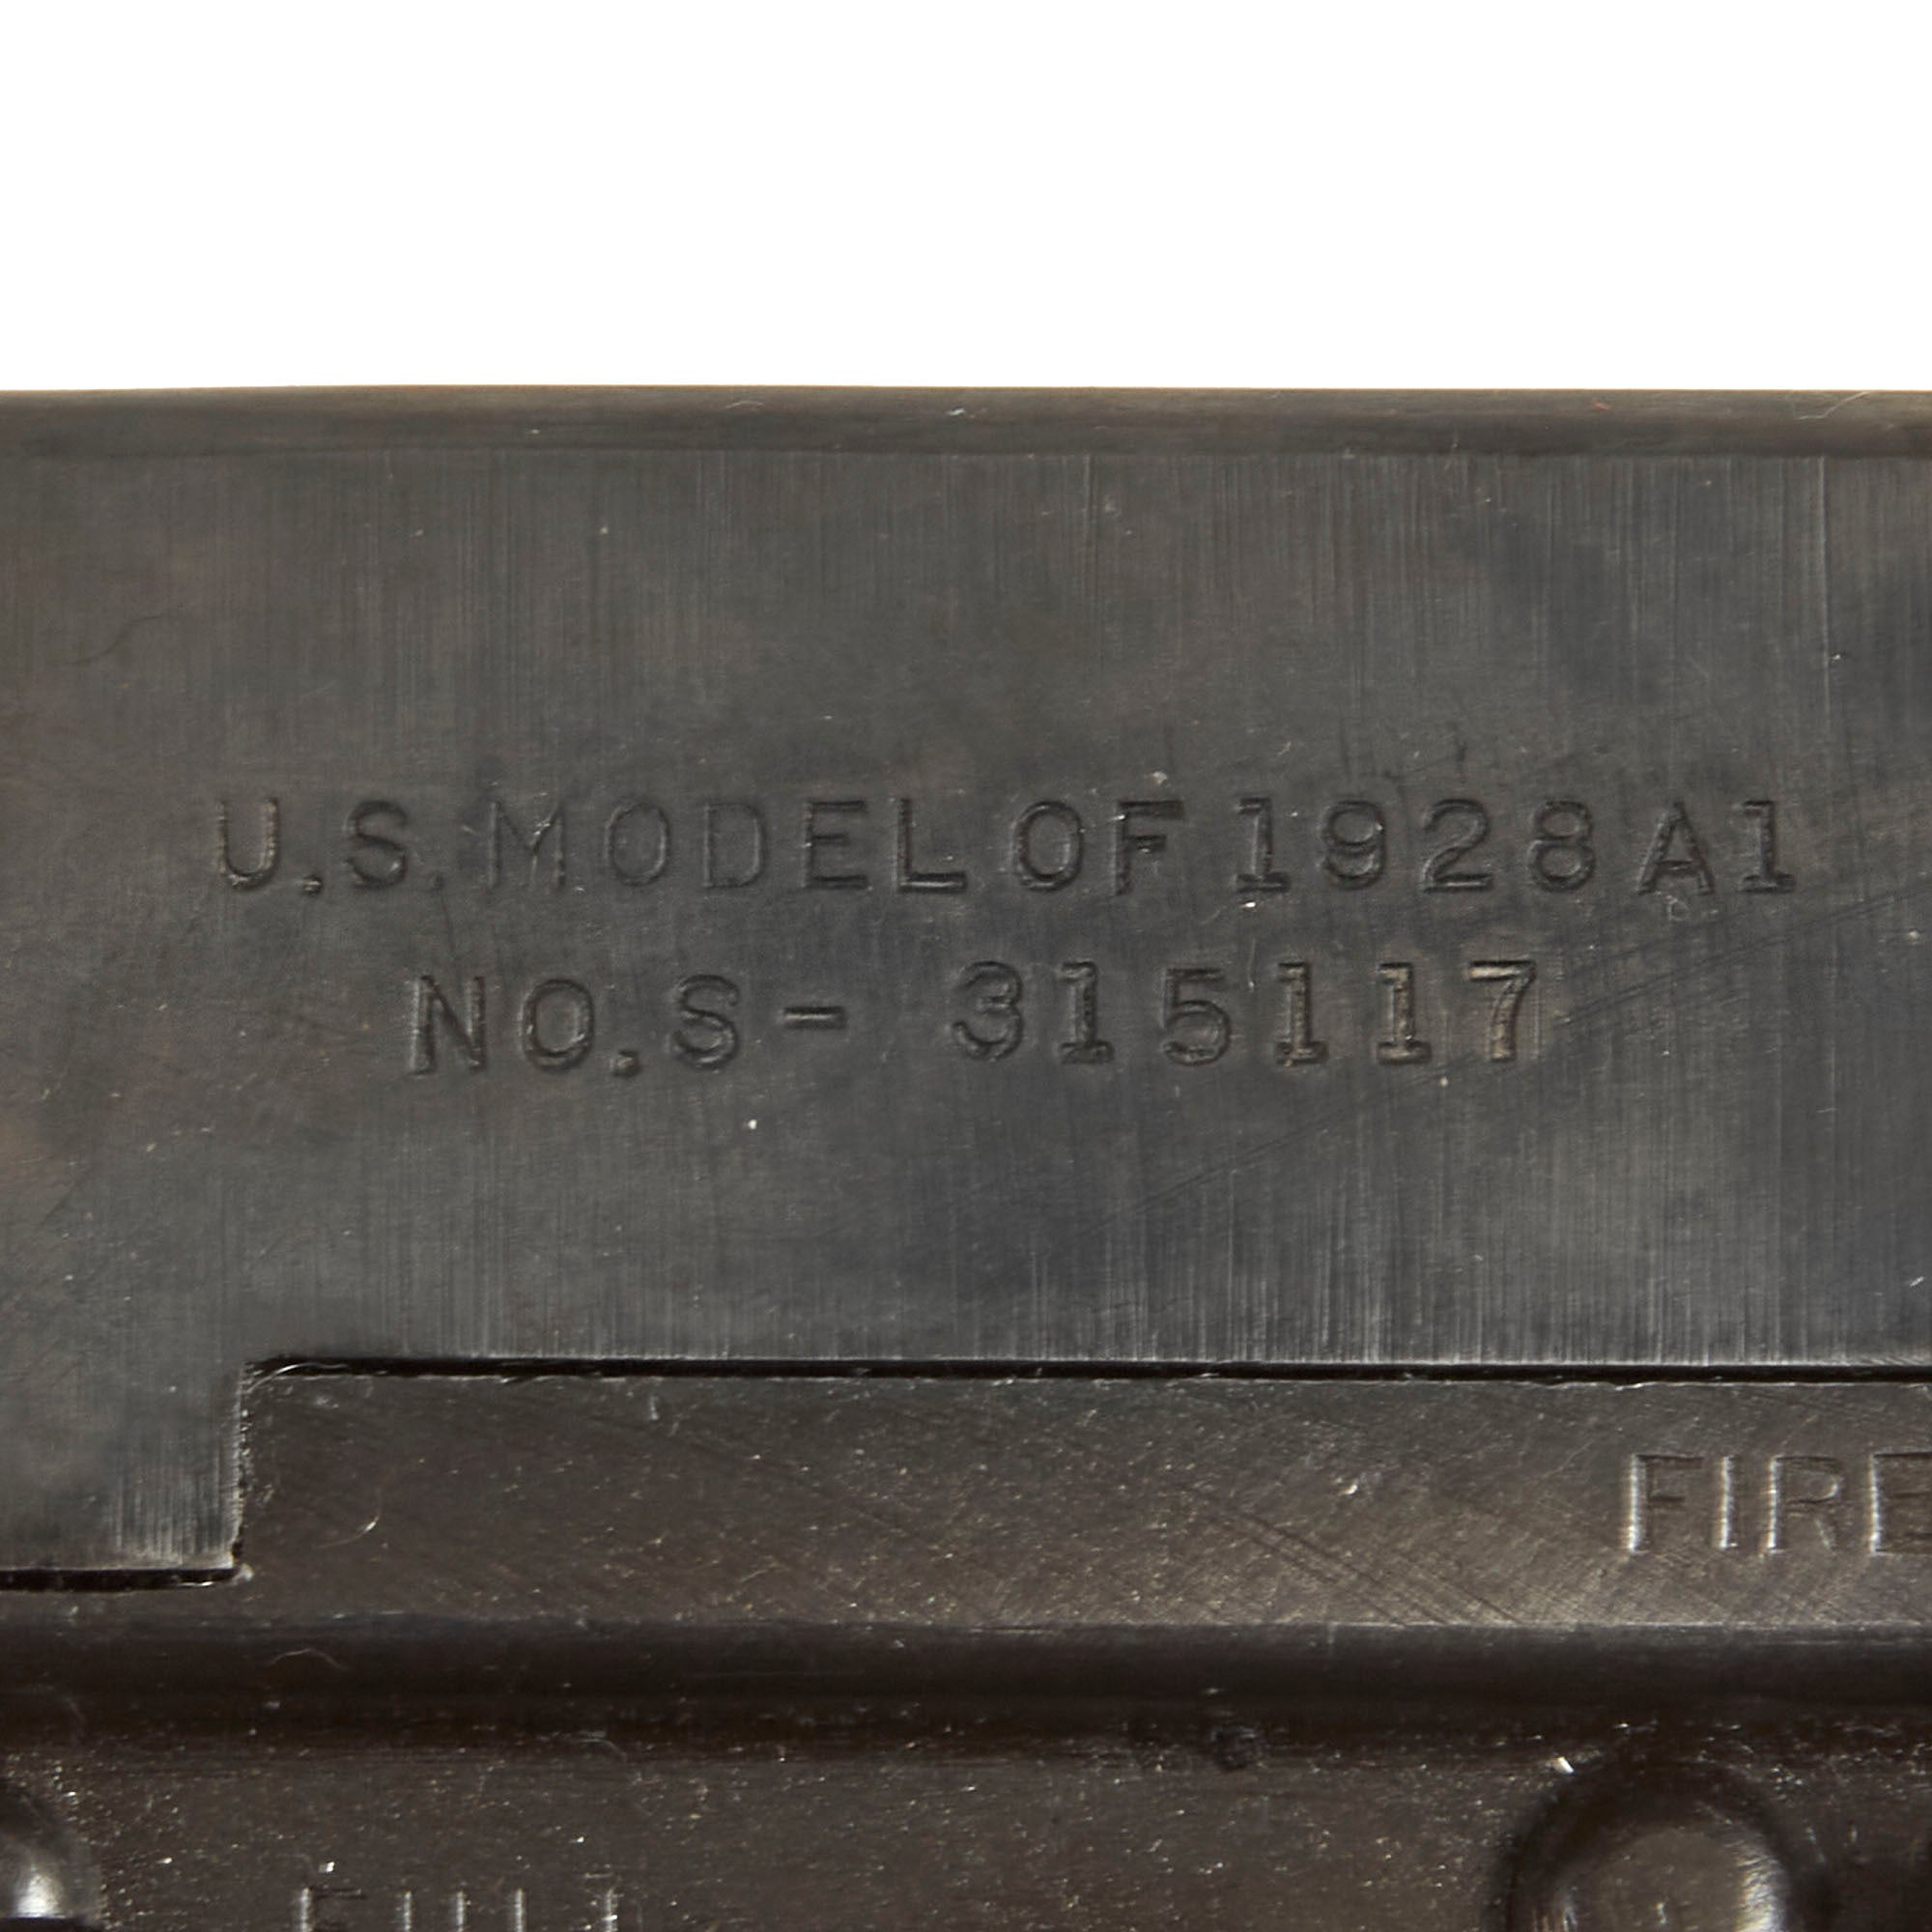 U.S. MODEL OF 1928 A1
NO. S- 315117
FIRE
FULL